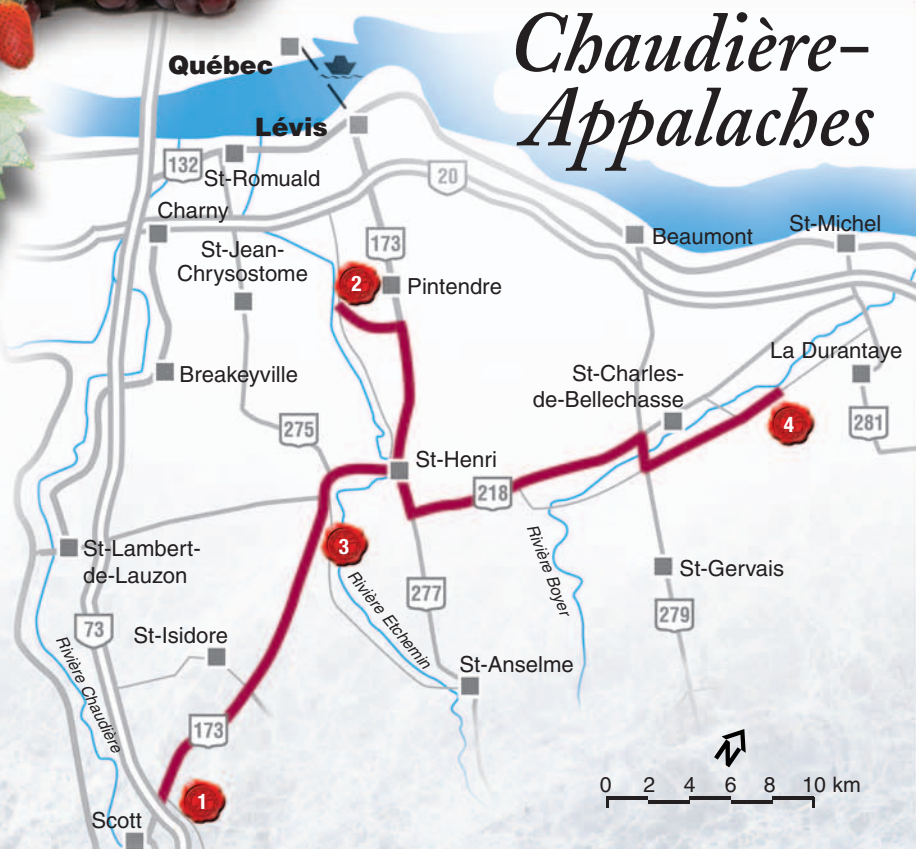 Chaudière–
Appalaches
Québec
Lévis
132
St-Romuald
20
Charny
173
St-Jean-
Chrysostome
Beaumont
St-Michel
2
Pintendre
Breakeyville
St-Charles-
de-Bellechasse
La Durantaye
275
4
281
St-Henri
218
3
St-Lambert-
de-Lauzon
Rivière Boyer
Rivière Etchemin
277
St-Gervais
279
73
St-Isidore
St-Anselme
Rivière Chaudière
173
N
0 2 4 6 8 10 km
1
Scott